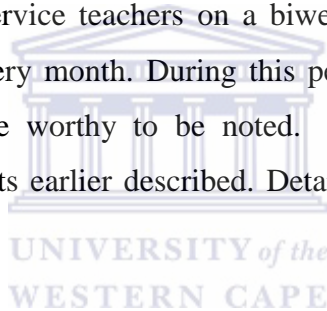 ervice teachers on a biwe
ery month. During this pe
e worthy to be noted.
ts earlier described. Deta
UNIVERSITY of the
WESTERN CAPE